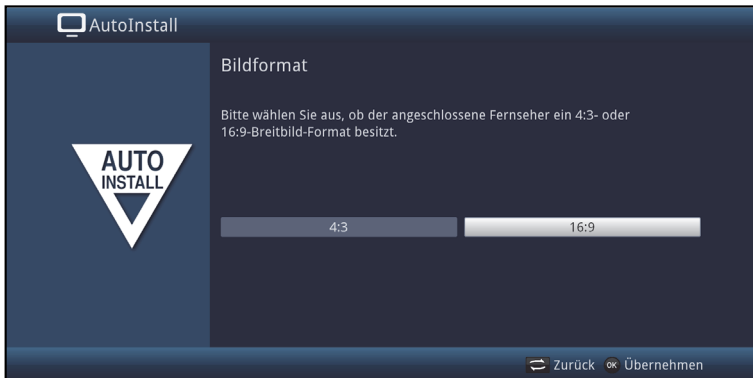 AutoInstall
Bildformat
Bitte wählen Sie aus, ob der angeschlossene Fernseher ein 4:3- oder
16:9-Breitbild-Format besitzt.
AUTO
INSTALL
4:3
16:9
Zurück OK Übernehmen